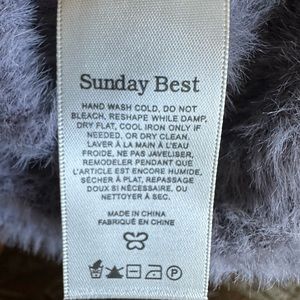 Sunday Best
HAND WASH COLD, DO NOT
BLEACH, RESHAPE WHILE DAMP,
DRY FLAT, COOL IRON ONLY IF
NEEDED, OR DRY CLEAN.
LAVER À LA MAIN À L'EAU
FROIDE, NE PAS JAVELISER,
REMODELER PENDANT QUE
L'ARTICLE EST ENCORE HUMIDE,
SÉCHER À PLAT, REPASSAGE
DOUX SI NÉCESSAIRE, OU
NETTOYER À SEC.
MADE IN CHINA
FABRIQUÉ EN CHINE